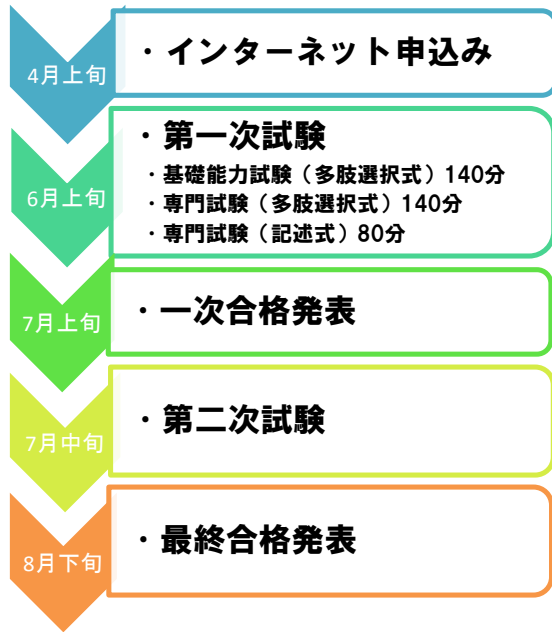 4月上旬
・インターネット申込み
6月上旬
・第一次試験
・基礎能力試験（多肢選択式）140分
・専門試験（多肢選択式）140分
・専門試験（記述式）80分
7月上旬
・一次合格発表
7月中旬
・第二次試験
8月下旬
・最終合格発表